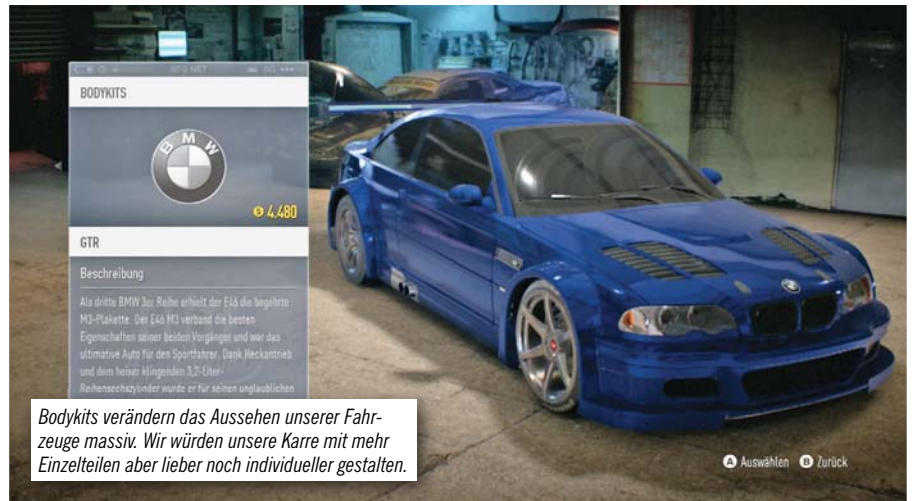 NFS NET
BODYKITS
BMW
4.480
GTR
Beschreibung
Als dritte BMW 3er Reihe erhielt der E46 die begehrte
M3-Plakette. Der E46 M3 verband die besten
Eigenschaften seiner beiden Vorgänger und war das
ultimative Auto für den Sportfahrer. Dank Heckantrieb
und dem heiser klingenden 3,2-Liter-
Reihensechszylinder wurde er für seinen unglaublichen
Bodykits verändern das Aussehen unserer Fahr-
zeuge massiv. Wir würden unsere Karre mit mehr
Einzelteilen aber lieber noch individueller gestalten.
A Auswählen B Zurück